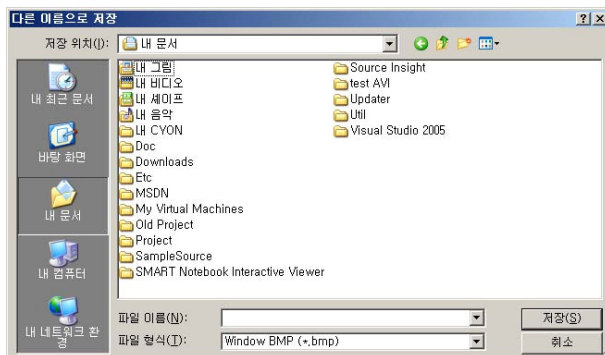 다른 이름으로 저장
저장 위치(I):
내 문서
내 최근 문서
바탕 화면
내 문서
내 컴퓨터
내 네트워크 환경
내 그림
내 비디오
내 셰이프
내 음악
LH CYON
Doc
Downloads
Etc
MSDN
My Virtual Machines
Old Project
Project
SampleSource
SMART Notebook Interactive Viewer
Source Insight
test AVI
Updater
Util
Visual Studio 2005
파일 이름(N):
저장(S)
파일 형식(T):
Window BMP (*.bmp)
취소